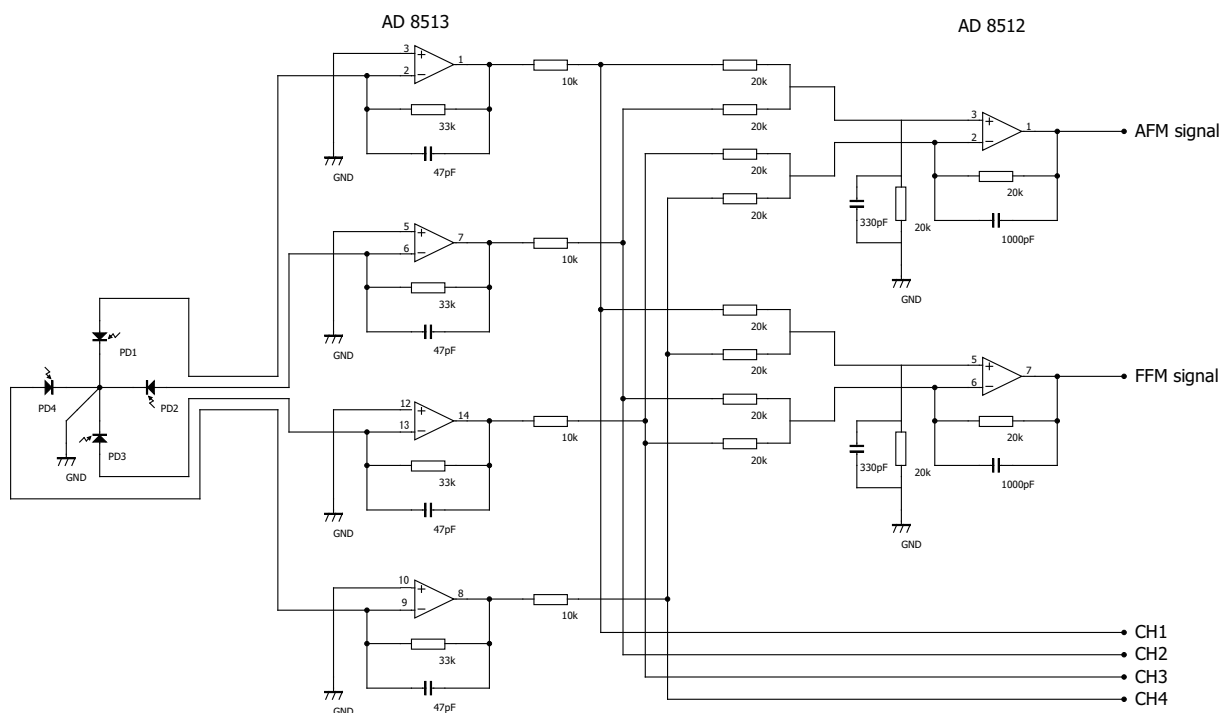 AD 8513
AD 8512
3
2
1
10k
33k
47pF
GND
20k
20k
20k
20k
3
2
1
AFM signal
20k
330pF
20k
1000pF
GND
5
6
7
10k
33k
47pF
GND
PD1
PD4
PD2
PD3
GND
20k
20k
20k
20k
5
6
7
FFM signal
20k
330pF
20k
1000pF
GND
12
13
14
10k
33k
47pF
GND
10
9
8
10k
33k
47pF
GND
CH1
CH2
CH3
CH4